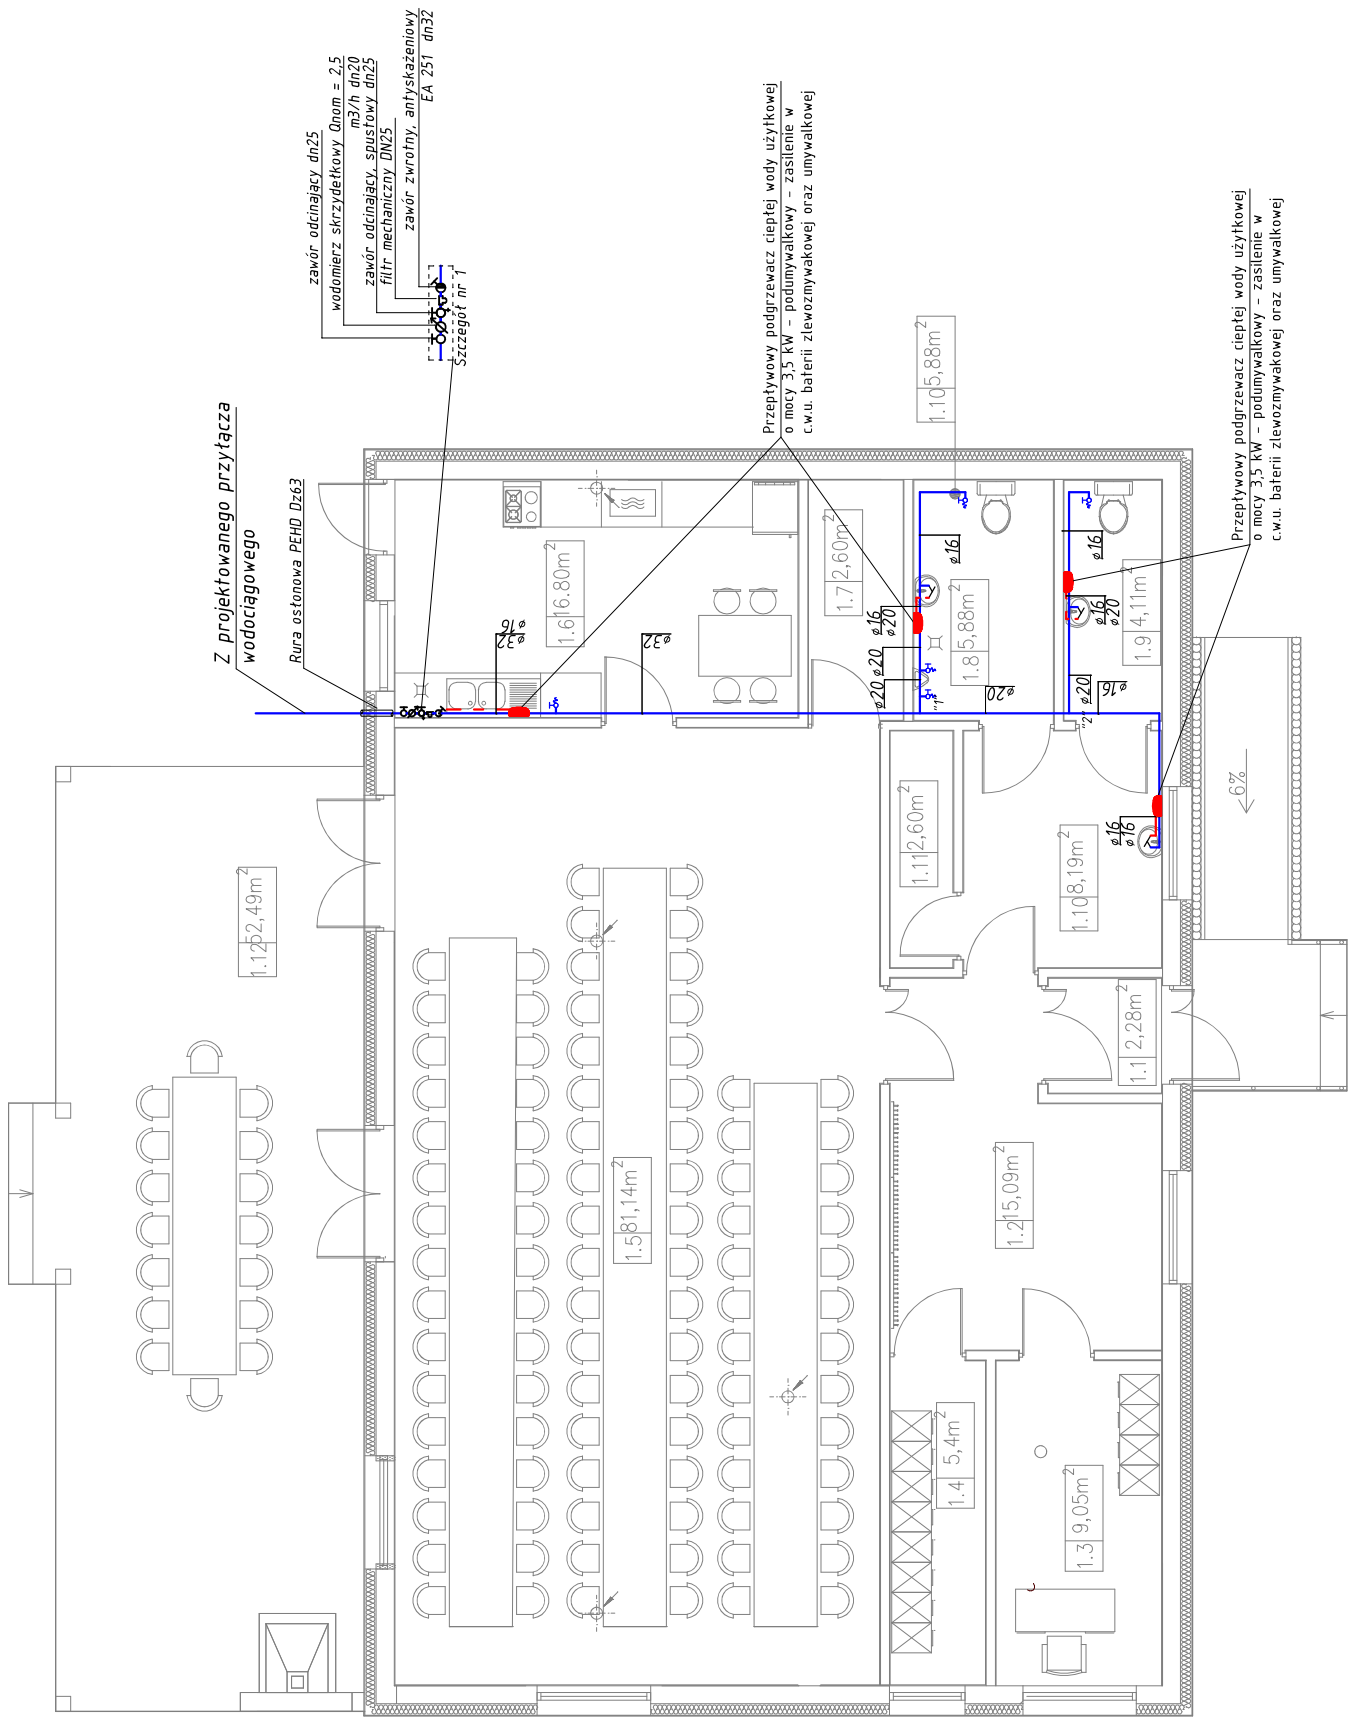 zawór odcinający dn25
wodomierz skrzydełkowy Qnom = 2,5
m3/h dn20
zawór odcinający, spustowy dn25
filtr mechaniczny DN25
zawór zwrotny, antyskażeniowy
EA 251 dn32
Szczegół nr 1
Z projektowanego przyłącza
wodociągowego
Rura osłonowa PEHD Dz63
Przepływowy podgrzewacz ciepłej wody użytkowej
o mocy 3,5 kW - podumywalkowy - zasilenie w
c.w.u. baterii zlewozmywakowej oraz umywalkowej
Przepływowy podgrzewacz ciepłej wody użytkowej
o mocy 3,5 kW - podumywalkowy - zasilenie w
c.w.u. baterii zlewozmywakowej oraz umywalkowej
1.10 5,88m²
ø16
ø32
ø32
1.6 16.80m²
1.7 2,60m²
ø16
ø20
ø20
ø20
"1"
ø16
1.8 5,88m²
ø20
ø16
ø16
ø20
1.9 4,11m²
"2"
ø20
ø16
ø16
ø16
6%
1.11 2,60m²
1.10 8,19m²
1.12 52,49m²
1.1 2,28m²
1.5 81,14m²
1.2 15,09m²
1.4 5,4m²
1.3 9,05m²